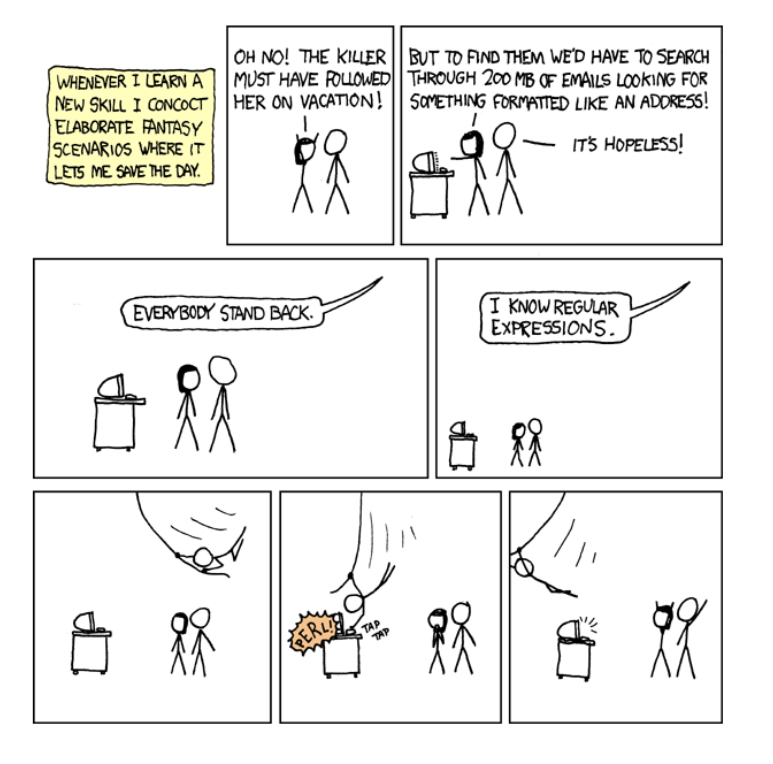 WHENEVER I LEARN A
NEW SKILL I CONCOCT
ELABORATE FANTASY
SCENARIOS WHERE IT
LETS ME SAVE THE DAY.
OH NO! THE KILLER
MUST HAVE FOLLOWED
HER ON VACATION!
BUT TO FIND THEM WE'D HAVE TO SEARCH
THROUGH 200 MB OF EMAILS LOOKING FOR
SOMETHING FORMATTED LIKE AN ADDRESS!
IT'S HOPELESS!
EVERYBODY STAND BACK.
I KNOW REGULAR
EXPRESSIONS.
PERL!
TAP
TAP